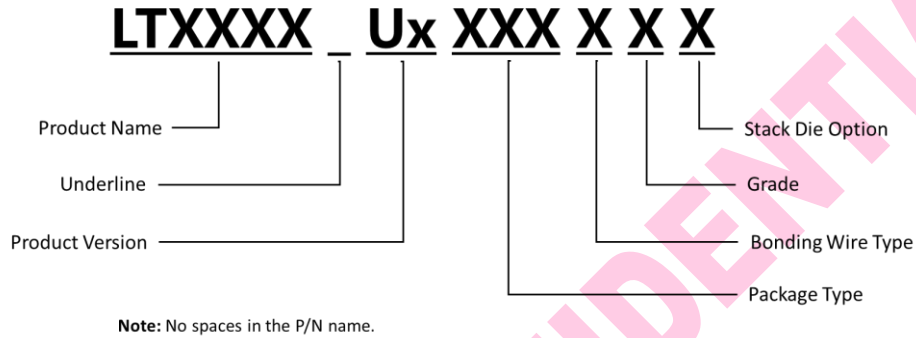 LTXXXX _ Ux XXX X X X
Product Name
Stack Die Option
Underline
Grade
Product Version
Bonding Wire Type
Package Type
Note: No spaces in the P/N name.